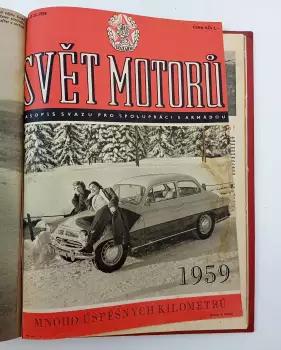 SVĚT MOTORŮ
ČASOPIS SVAZU PRO SPOLUPRÁCI S ARMÁDOU
1959
MNOHO ÚSPĚŠNÝCH KILOMETRŮ